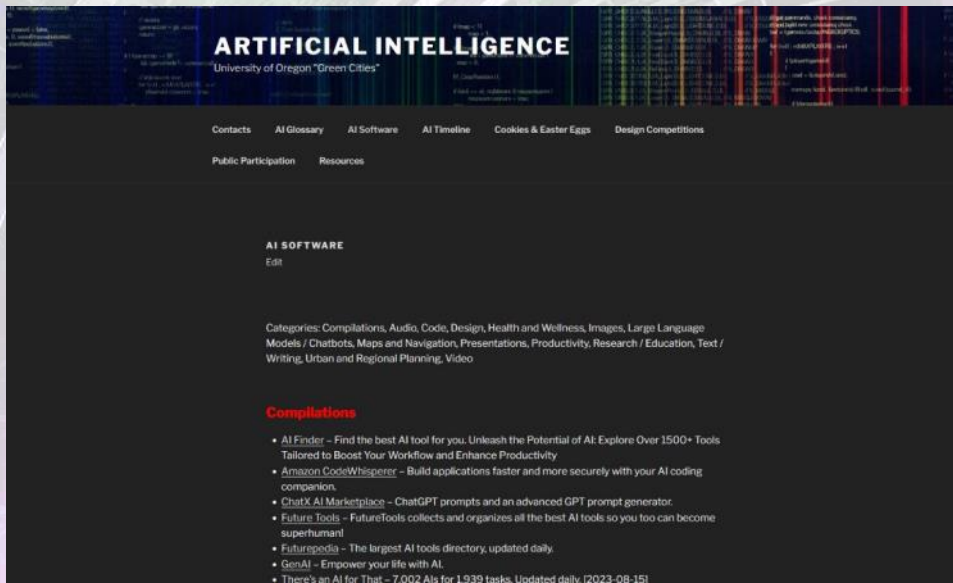 ARTIFICIAL INTELLIGENCE
University of Oregon "Green Cities"
Contacts AI Glossary AI Software AI Timeline Cookies & Easter Eggs Design Competitions
Public Participation Resources
AI SOFTWARE
Edit
Categories: Compilations, Audio, Code, Design, Health and Wellness, Images, Large Language
Models / Chatbots, Maps and Navigation, Presentations, Productivity, Research / Education, Text /
Writing, Urban and Regional Planning, Video
Compilations
• AI Finder – Find the best AI tool for you. Unleash the Potential of AI: Explore Over 1500+ Tools
Tailored to Boost Your Workflow and Enhance Productivity
• Amazon CodeWhisperer – Build applications faster and more securely with your AI coding
companion.
• ChatX AI Marketplace – ChatGPT prompts and an advanced GPT prompt generator.
• Future Tools – FutureTools collects and organizes all the best AI tools so you too can become
superhuman!
• Futurepedia – The largest AI tools directory, updated daily.
• GenAI – Empower your life with AI.
• There's an AI for That – 7,002 AIs for 1,939 tasks. Updated daily. [2023-08-15]